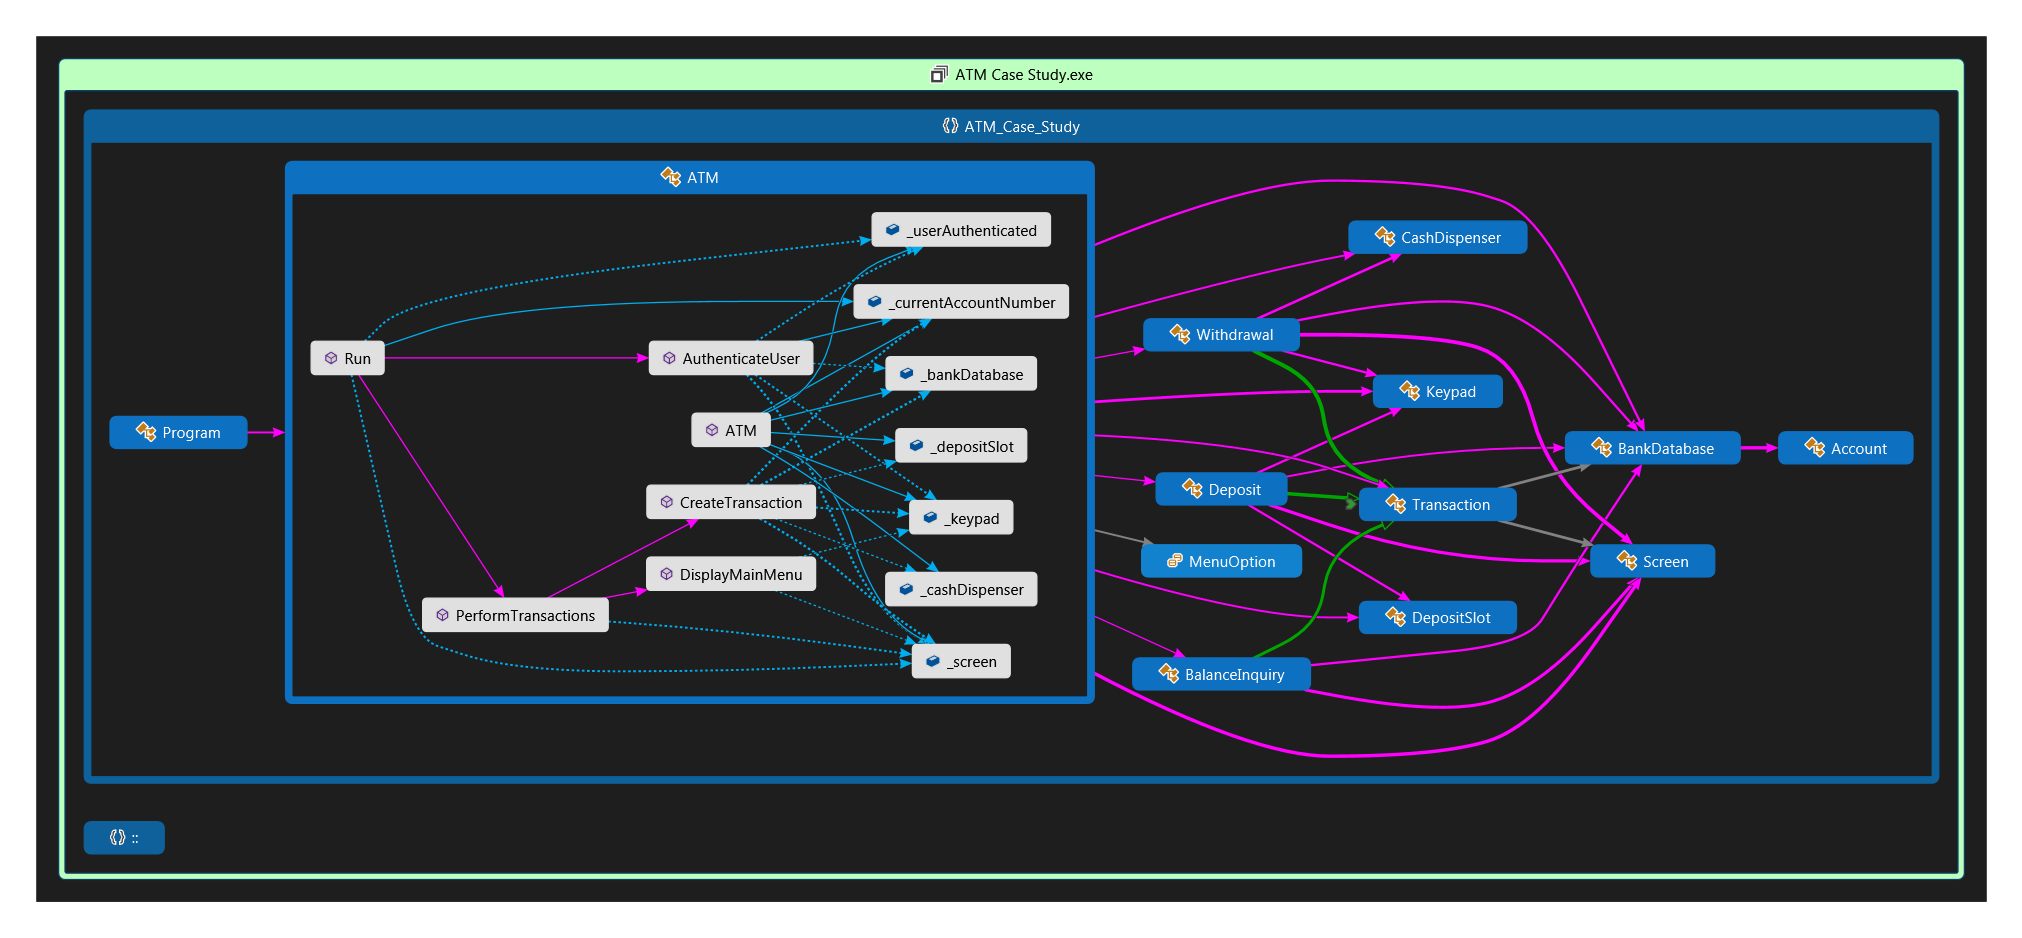 ATM Case Study.exe
ATM_Case_Study
ATM
_userAuthenticated
CashDispenser
_currentAccountNumber
Withdrawal
Run
AuthenticateUser
_bankDatabase
Keypad
Program
ATM
_depositSlot
BankDatabase
Account
Deposit
CreateTransaction
Transaction
_keypad
MenuOption
Screen
DisplayMainMenu
_cashDispenser
PerformTransactions
DepositSlot
_screen
BalanceInquiry
::